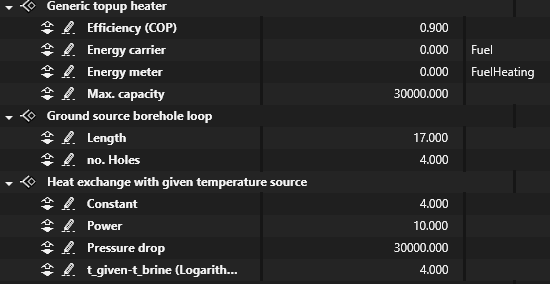 Generic topup heater
Efficiency (COP) 0.900
Energy carrier 0.000 Fuel
Energy meter 0.000 FuelHeating
Max. capacity 30000.000
Ground source borehole loop
Length 17.000
no. Holes 4.000
Heat exchange with given temperature source
Constant 4.000
Power 10.000
Pressure drop 30000.000
t_given-t_brine (Logarith... 4.000